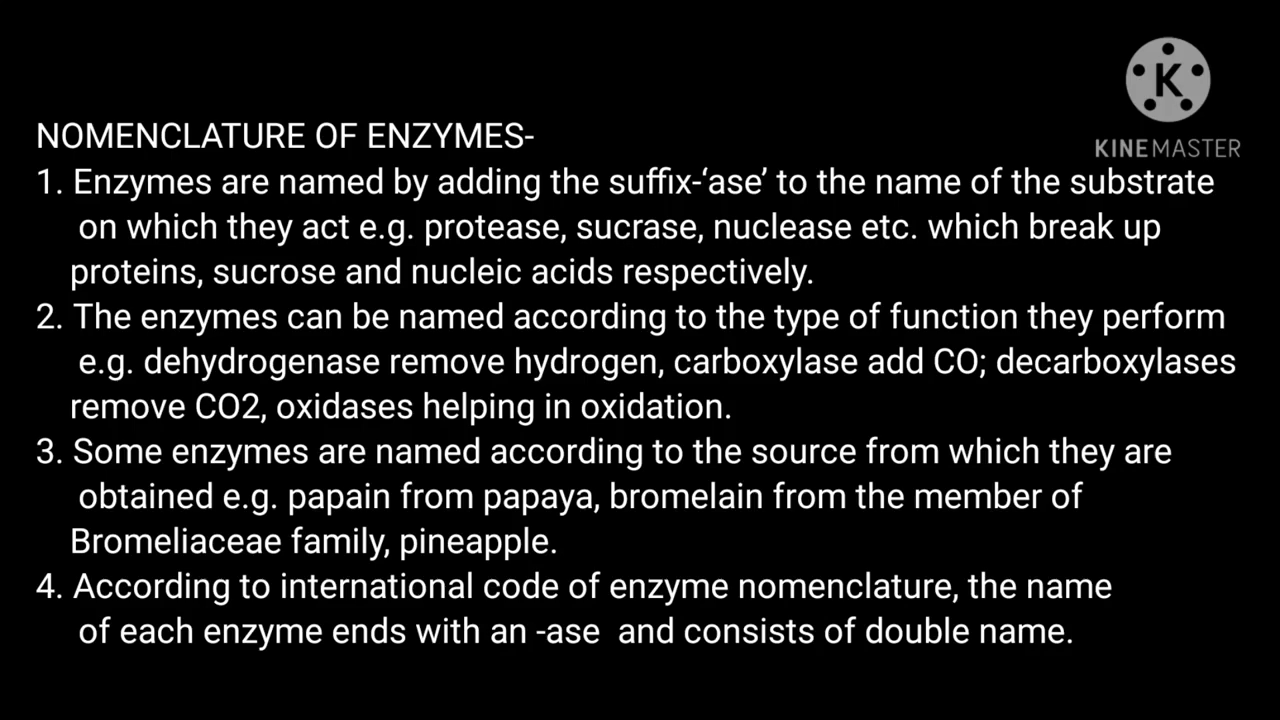 KINEMASTER
NOMENCLATURE OF ENZYMES-
1. Enzymes are named by adding the suffix-‘ase’ to the name of the substrate
on which they act e.g. protease, sucrase, nuclease etc. which break up
proteins, sucrose and nucleic acids respectively.
2. The enzymes can be named according to the type of function they perform
e.g. dehydrogenase remove hydrogen, carboxylase add CO; decarboxylases
remove CO2, oxidases helping in oxidation.
3. Some enzymes are named according to the source from which they are
obtained e.g. papain from papaya, bromelain from the member of
Bromeliaceae family, pineapple.
4. According to international code of enzyme nomenclature, the name
of each enzyme ends with an -ase and consists of double name.